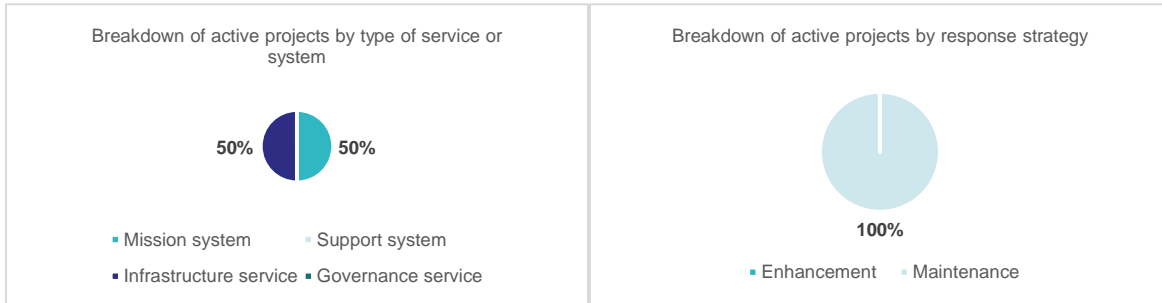 Breakdown of active projects by type of service or
system
50%
50%
Mission system
Support system
Infrastructure service
Governance service
Breakdown of active projects by response strategy
100%
Enhancement
Maintenance